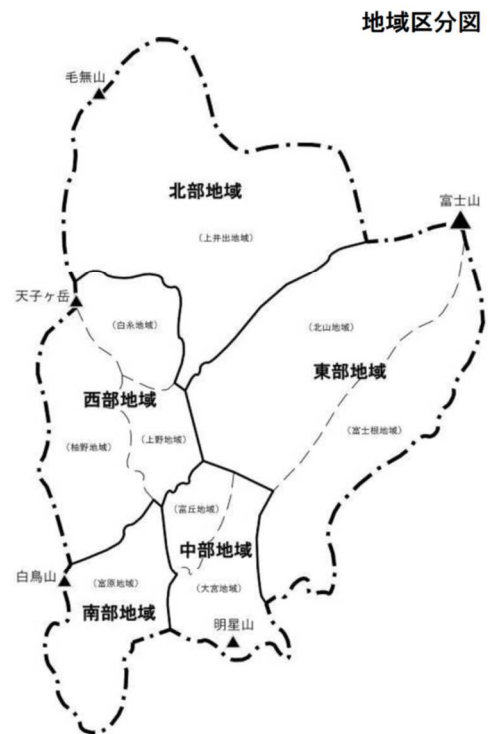 地域区分図
毛無山
北部地域
富士山
（上井出地域）
天子ヶ岳
（白糸地域）
（北山地域）
東部地域
西部地域
（富士根地域）
（上野地域）
（柚野地域）
（富丘地域）
中部地域
白鳥山
（富原地域）
（大宮地域）
南部地域
明星山